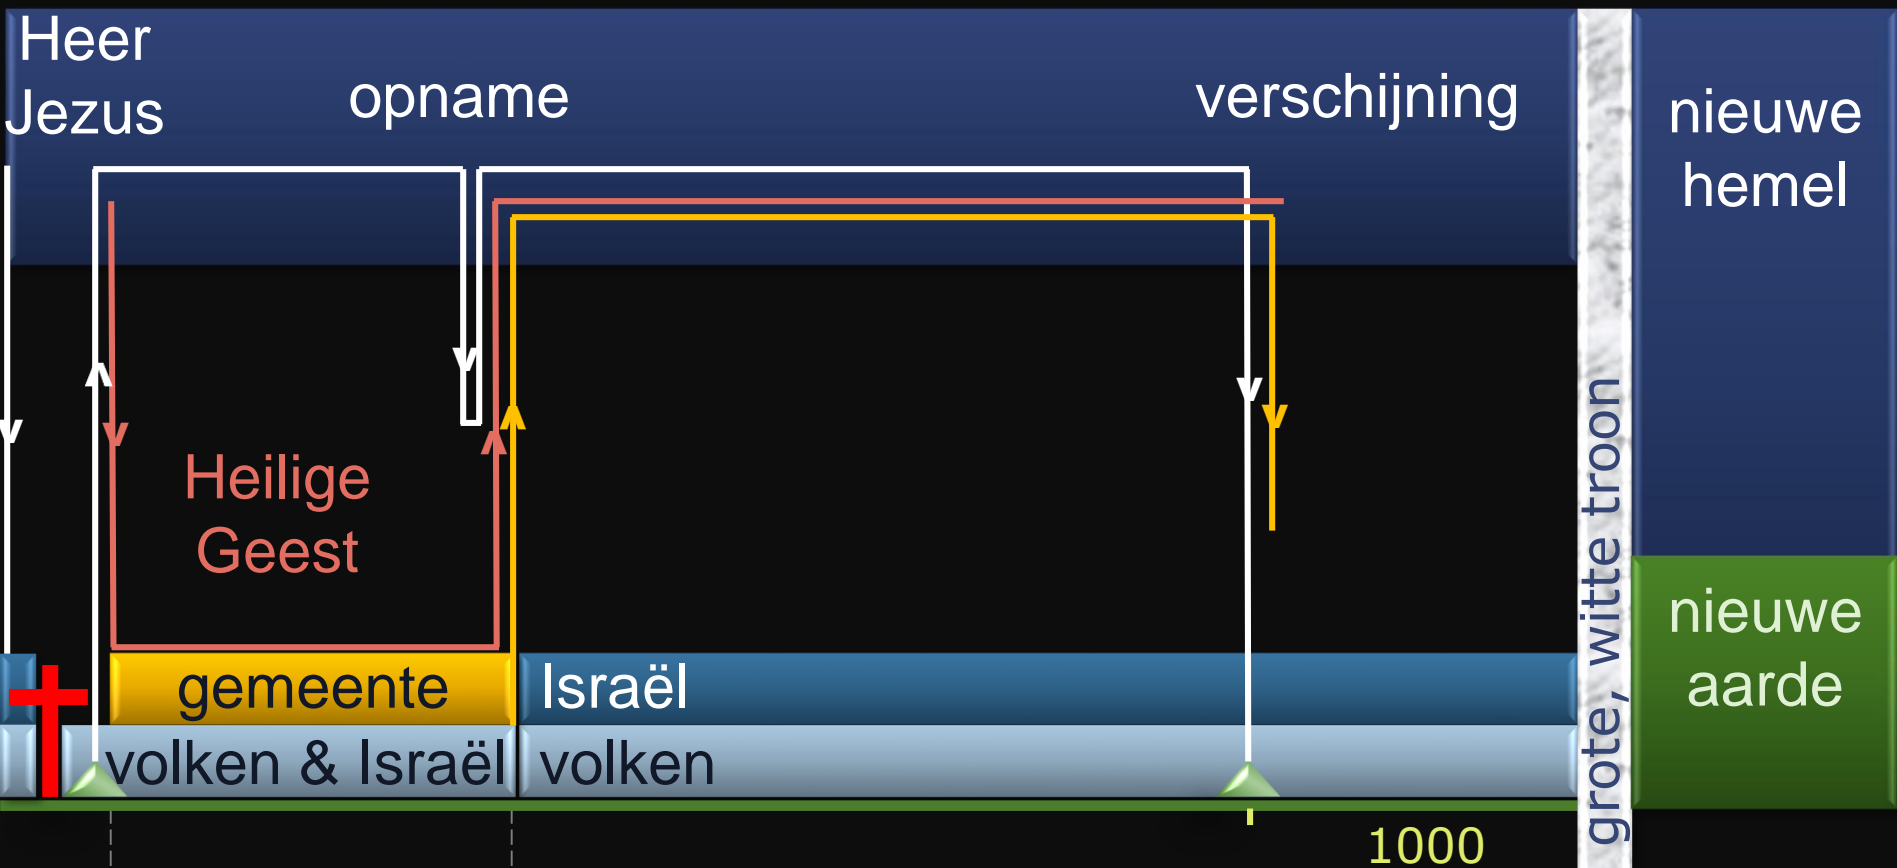 Heer
Jezus
opname
verschijning
nieuwe
hemel
Heilige
Geest
grote, witte troon
nieuwe
aarde
gemeente
Israël
volken & Israël
volken
1000